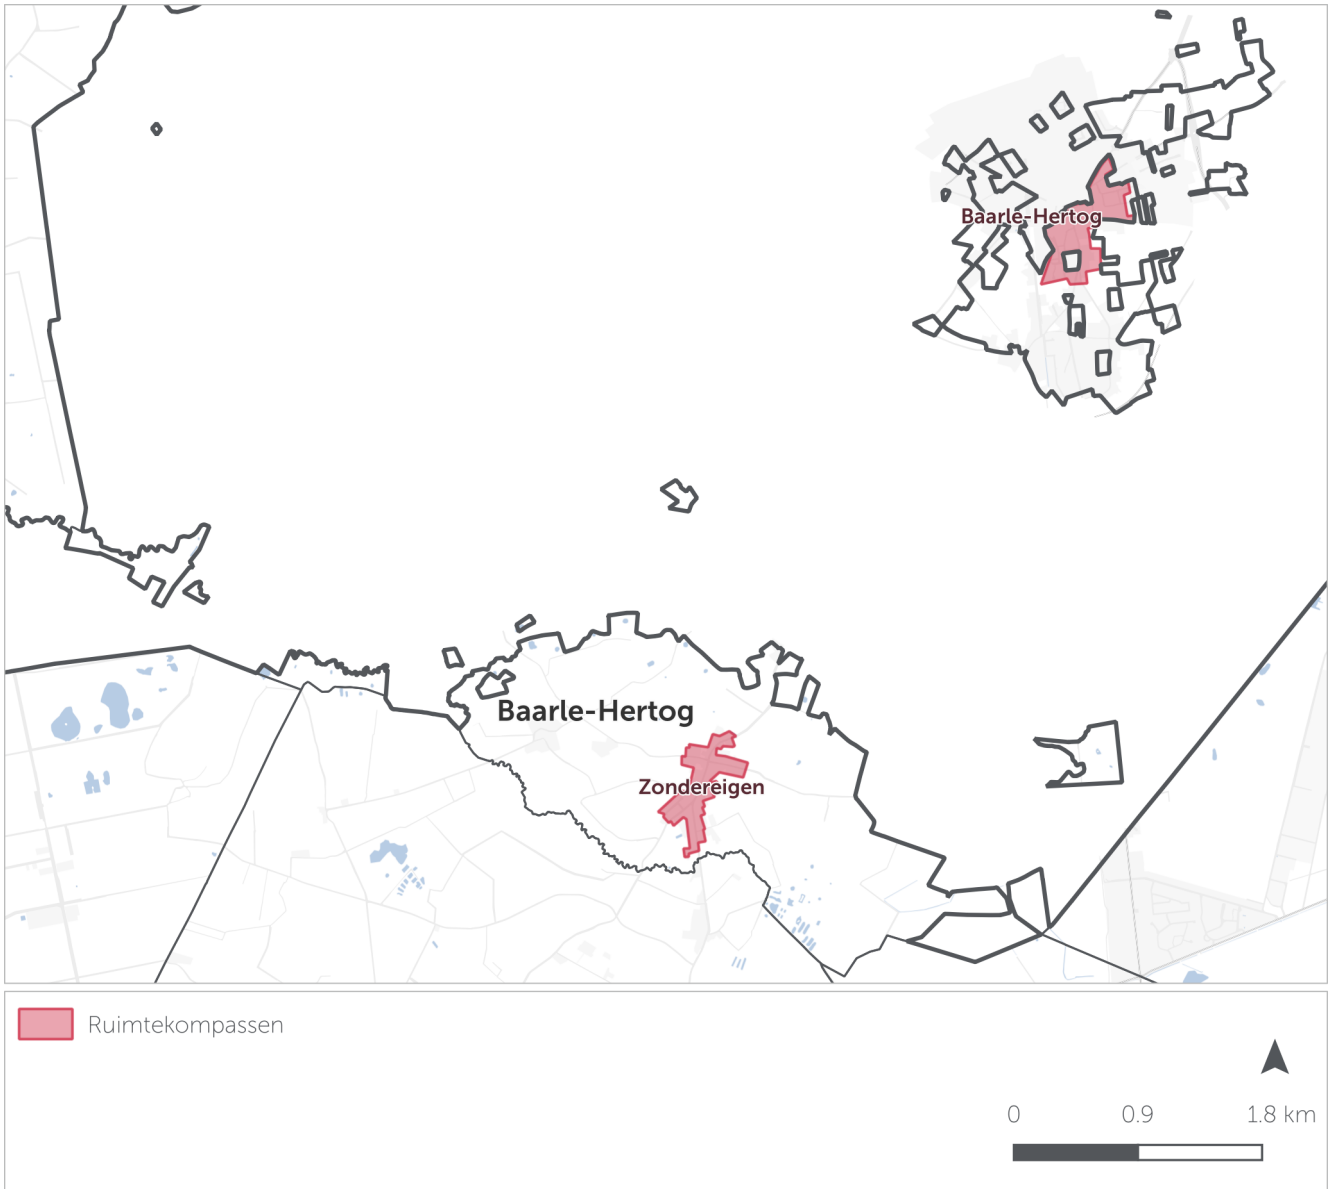 Baarle-Hertog
Baarle-Hertog
Zondereigen
Ruimtekompassen
0 0.9 1.8 km